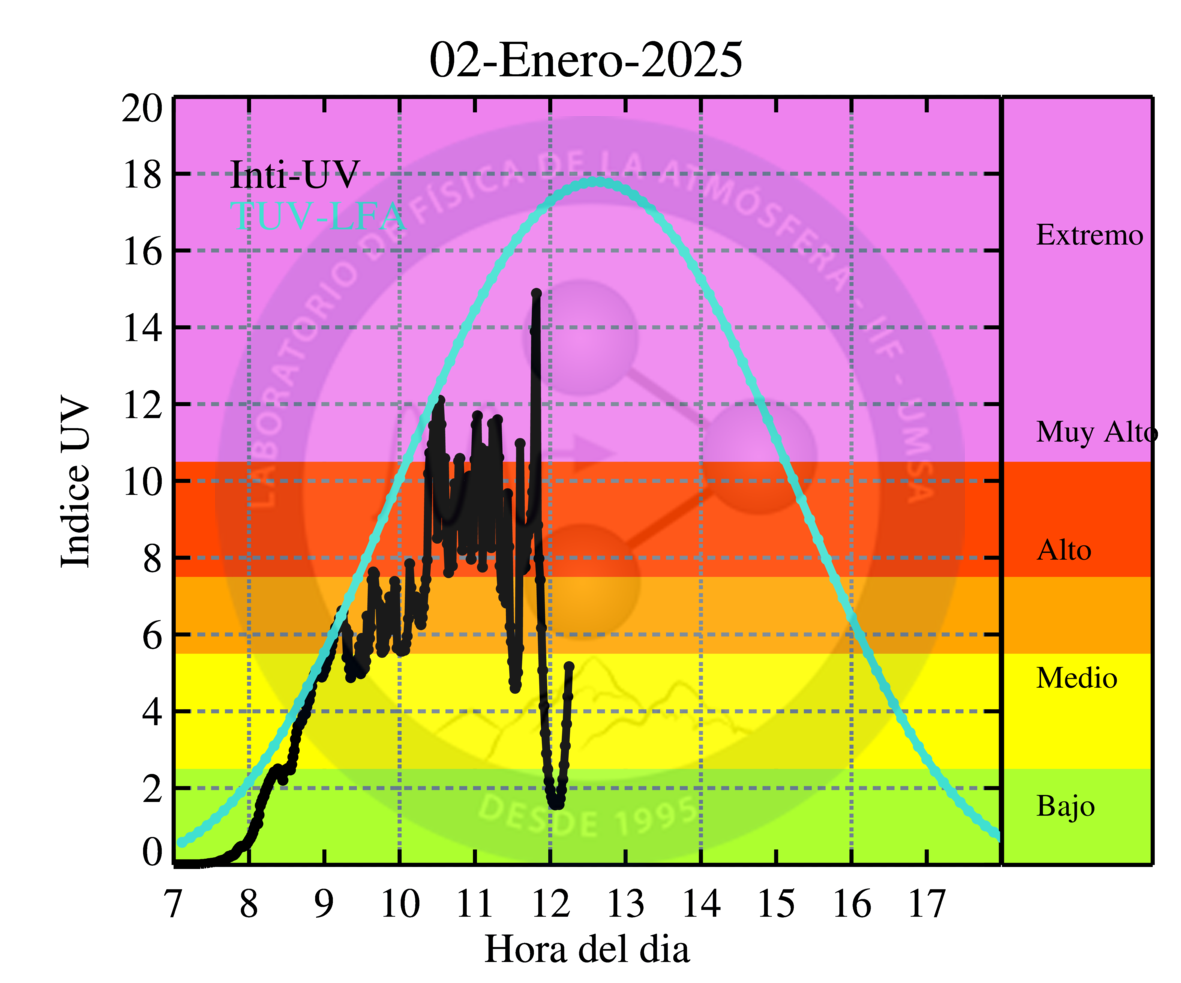 02-Enero-2025
20
18
16
14
12
10
8
6
4
2
0
Indice UV
Inti-UV
TUV-LFA
LABORATORIO DE FÍSICA DE LA ATMÓSFERA - IIF - UMSA
DESDE 1995
Extremo
Muy Alto
Alto
Medio
Bajo
7 8 9 10 11 12 13 14 15 16 17
Hora del dia